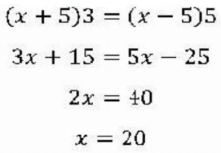 (x + 5)3 = (x − 5)5
3x + 15 = 5x − 25
2x = 40
x = 20